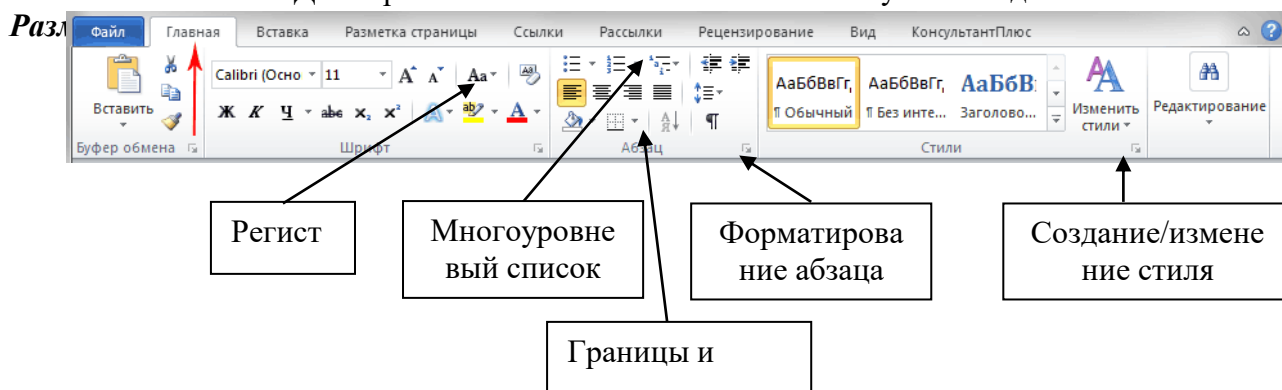 Файл Главная Вставка Разметка страницы Ссылки Рассылки Рецензирование Вид КонсультантПлюс
Вставить
Calibri (Осно 11 Aa
Ж К Ч abe x₂ x² A ab A
АаБбВвГг, АаБбВвГг, АаБбВ
¶ Обычный ¶ Без инте... Заголово...
Изменить стили
Редактирование
Буфер обмена Шрифт Абзац Стили
Регист
Многоуровне
вый список
Форматирова
ние абзаца
Создание/измене
ние стиля
Границы и